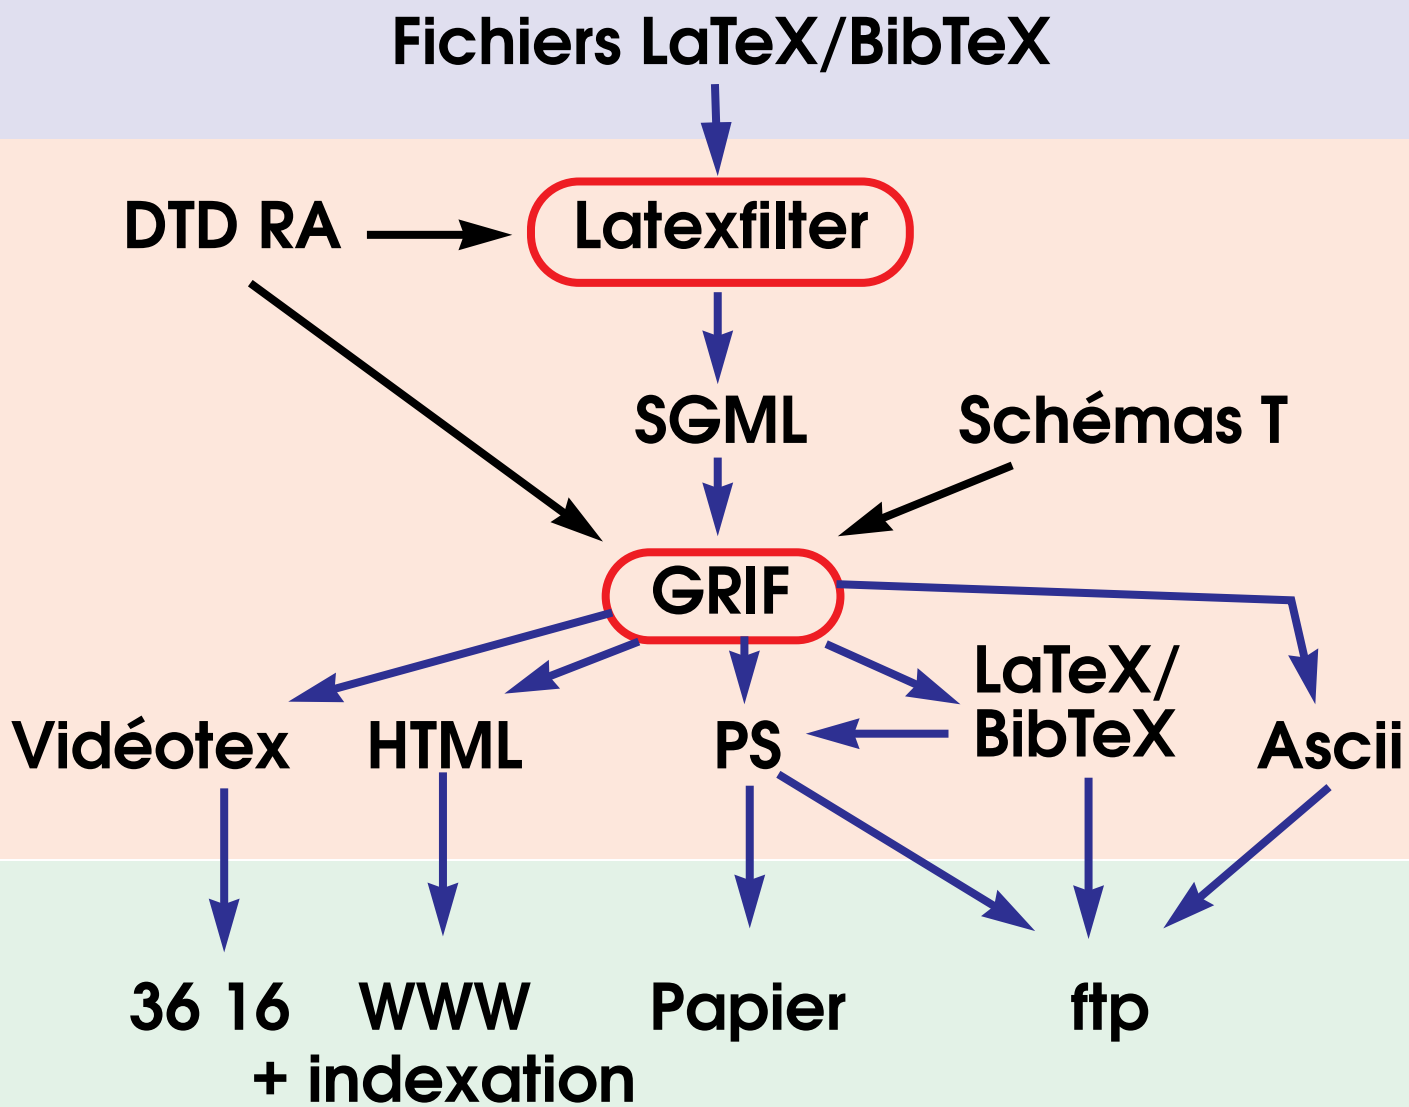 Fichiers LaTeX/BibTeX
DTD RA
Latexfilter
SGML
Schémas T
GRIF
Vidéotex
HTML
PS
LaTeX/
BibTeX
Ascii
36 16
WWW
+ indexation
Papier
ftp